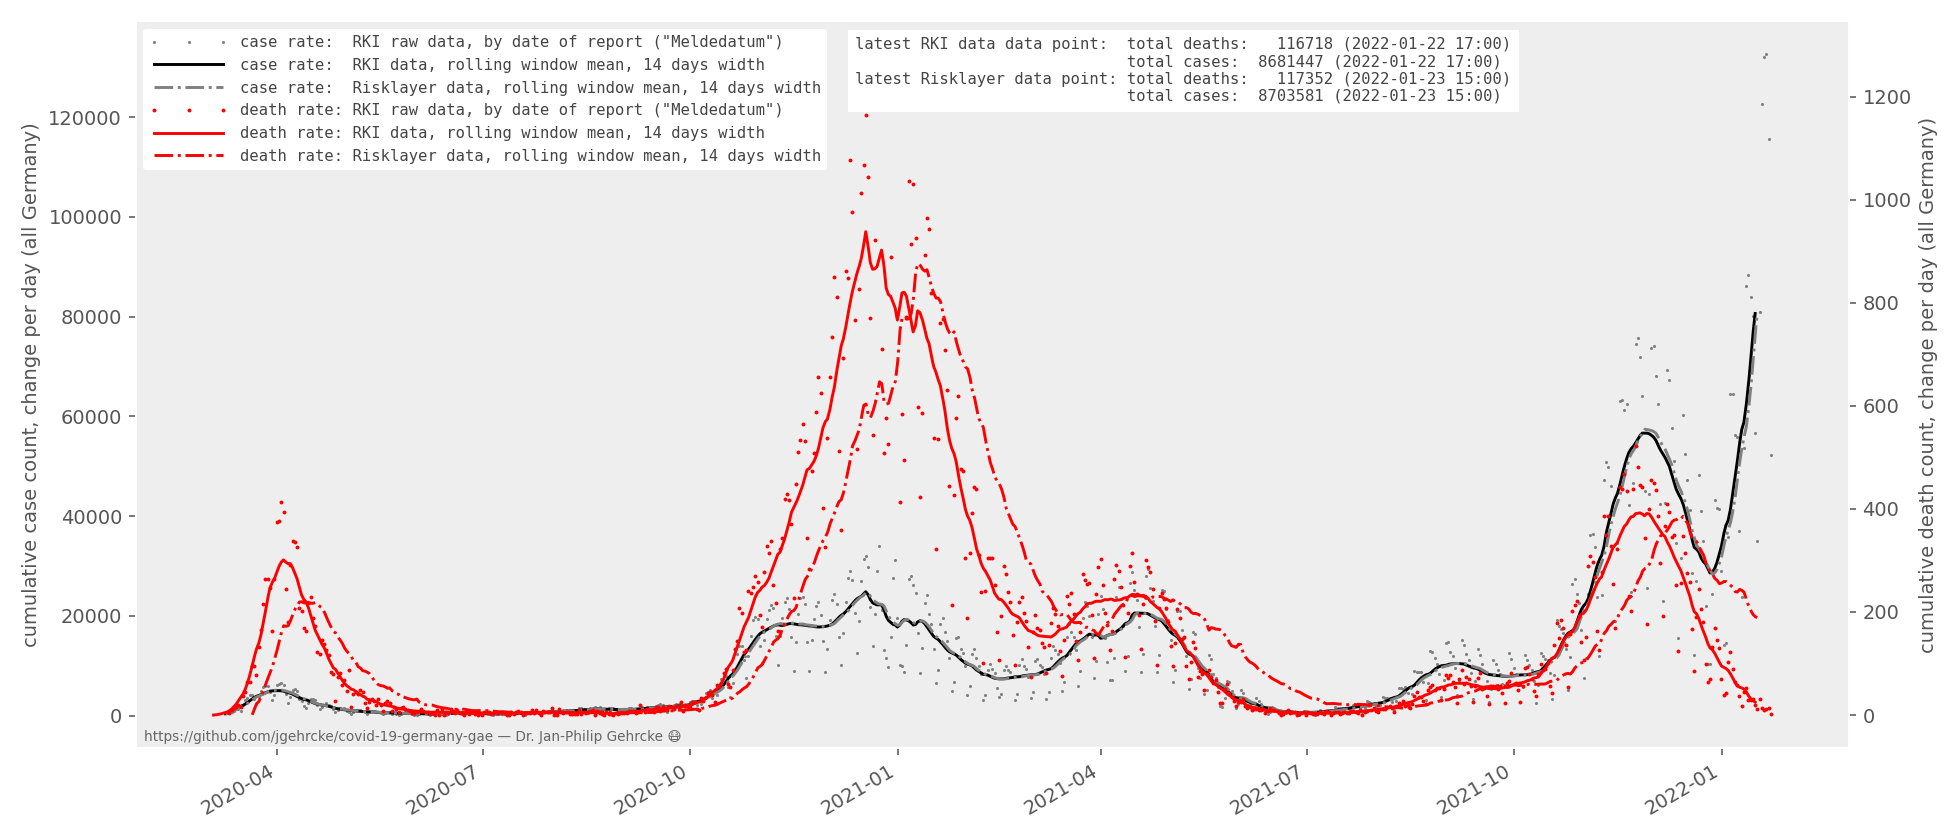 case rate:  RKI raw data, by date of report ("Meldedatum")
case rate:  RKI data, rolling window mean, 14 days width
case rate:  Risklayer data, rolling window mean, 14 days width
death rate: RKI raw data, by date of report ("Meldedatum")
death rate: RKI data, rolling window mean, 14 days width
death rate: Risklayer data, rolling window mean, 14 days width
latest RKI data data point:  total deaths:   116718 (2022-01-22 17:00)
total cases:  8681447 (2022-01-22 17:00)
latest Risklayer data point: total deaths:   117352 (2022-01-23 15:00)
total cases:  8703581 (2022-01-23 15:00)
cumulative case count, change per day (all Germany)
120000
100000
80000
60000
40000
20000
0
1200
1000
800
600
400
200
0
cumulative death count, change per day (all Germany)
https://github.com/jgehrcke/covid-19-germany-gae — Dr. Jan-Philip Gehrcke 😷
2020-04
2020-07
2020-10
2021-01
2021-04
2021-07
2021-10
2022-01